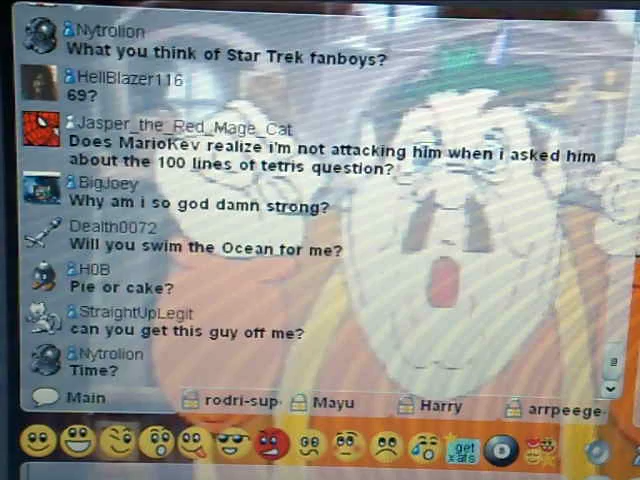 Nytrolion
What you think of Star Trek fanboys?
HellBlazer116
69?
Jasper_the_Red_Mage_Cat
Does MarioKev realize i'm not attacking him when i asked him
about the 100 lines of tetris question?
BigJoey
Why am i so god damn strong?
Dealth0072
Will you swim the Ocean for me?
H0B
Pie or cake?
StraightUpLegit
can you get this guy off me?
Nytrolion
Time?
Main rodri-sup- Mayu Harry arrpeege-
get
xats 8